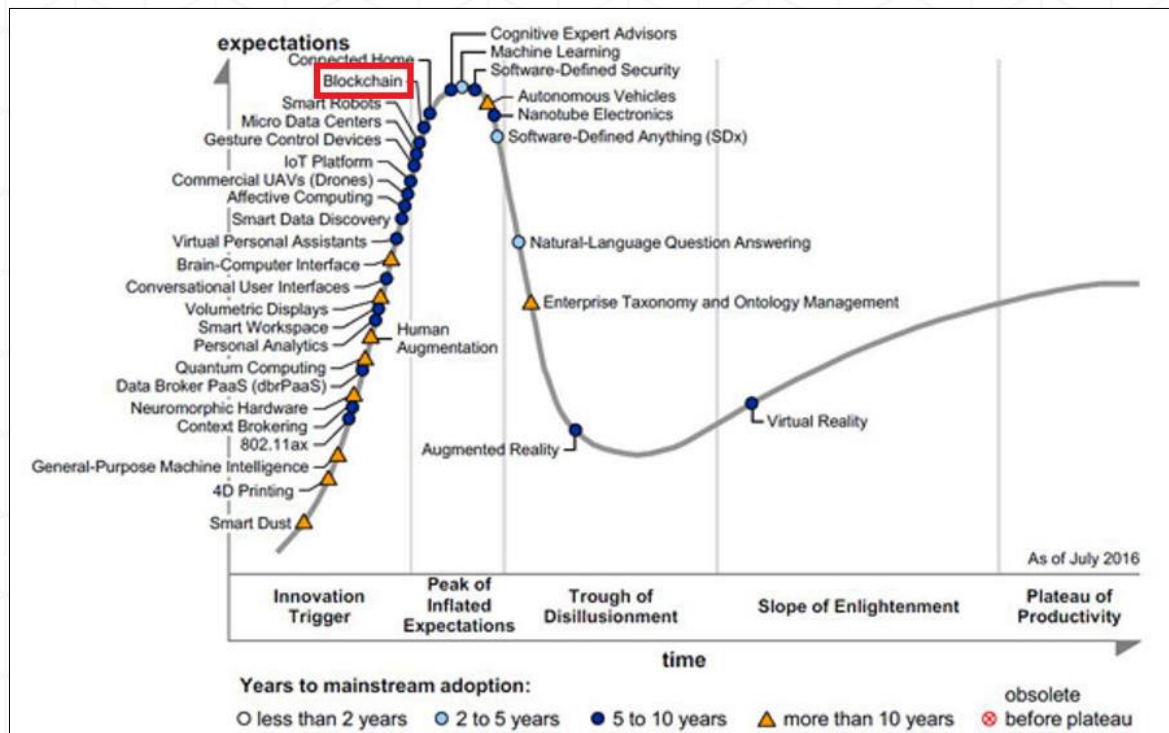 expectations
Connected Home
Blockchain
Smart Robots
Micro Data Centers
Gesture Control Devices
IoT Platform
Commercial UAVs (Drones)
Affective Computing
Smart Data Discovery
Virtual Personal Assistants
Brain-Computer Interface
Conversational User Interfaces
Volumetric Displays
Smart Workspace
Personal Analytics
Quantum Computing
Data Broker PaaS (dbrPaaS)
Neuromorphic Hardware
Context Brokering
802.11ax
General-Purpose Machine Intelligence
4D Printing
Smart Dust
Human
Augmentation
Cognitive Expert Advisors
Machine Learning
Software-Defined Security
Autonomous Vehicles
Nanotube Electronics
Software-Defined Anything (SDx)
Natural-Language Question Answering
Enterprise Taxonomy and Ontology Management
Augmented Reality
Virtual Reality
As of July 2016
Innovation
Trigger
Peak of
Inflated
Expectations
Trough of
Disillusionment
Slope of Enlightenment
Plateau of
Productivity
time
Years to mainstream adoption:
less than 2 years
2 to 5 years
5 to 10 years
more than 10 years
obsolete
before plateau